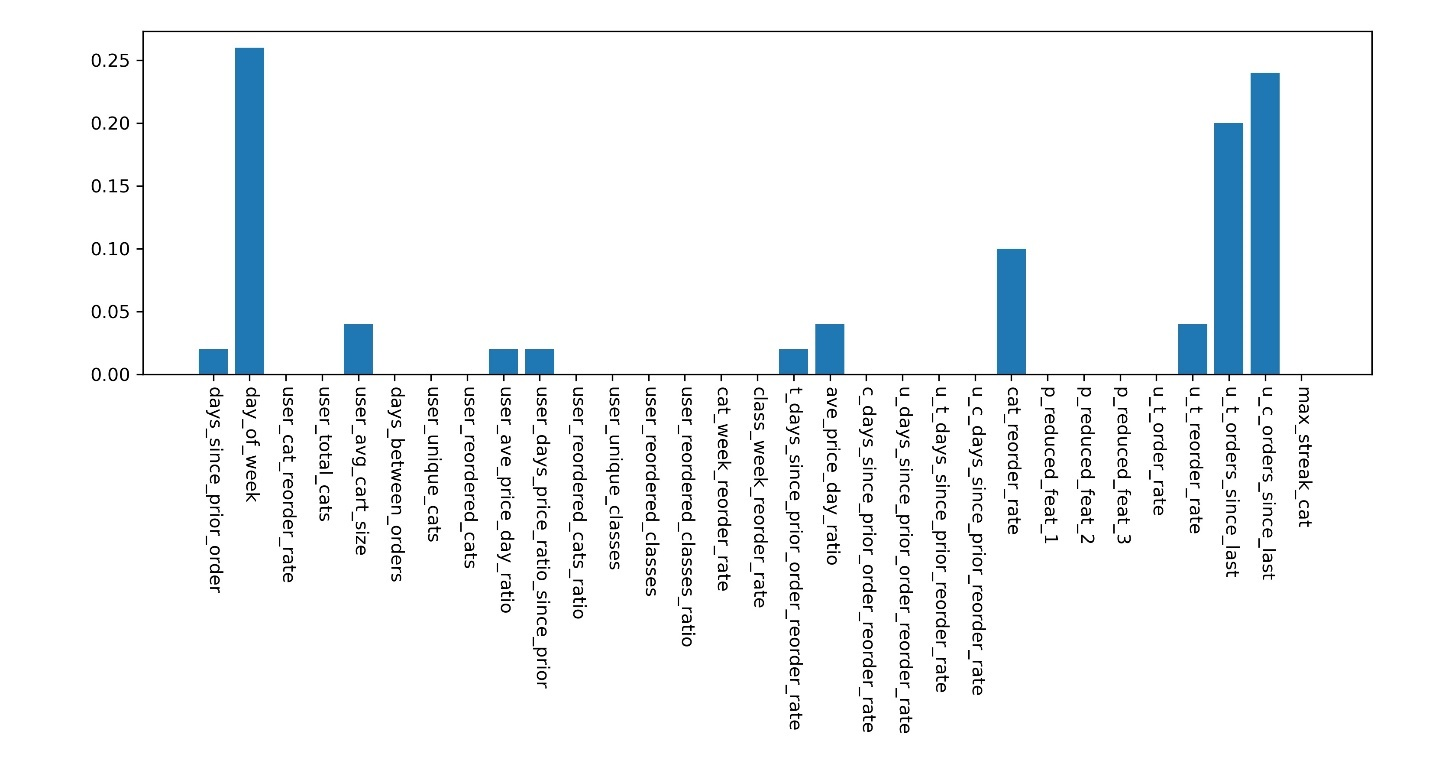 0.25
0.20
0.15
0.10
0.05
0.00
days_since_prior_order
day_of_week
user_cat_reorder_rate
user_total_cats
user_avg_cart_size
days_between_orders
user_unique_cats
user_reordered_cats
user_ave_price_day_ratio
user_days_price_ratio_since_prior
user_reordered_cats_ratio
user_unique_classes
user_reordered_classes
user_reordered_classes_ratio
cat_week_reorder_rate
class_week_reorder_rate
t_days_since_prior_order_reorder_rate
ave_price_day_ratio
c_days_since_prior_order_reorder_rate
u_days_since_prior_order_reorder_rate
u_t_days_since_prior_reorder_rate
u_c_days_since_prior_reorder_rate
cat_reorder_rate
p_reduced_feat_1
p_reduced_feat_2
p_reduced_feat_3
u_t_order_rate
u_t_reorder_rate
u_t_orders_since_last
u_c_orders_since_last
max_streak_cat